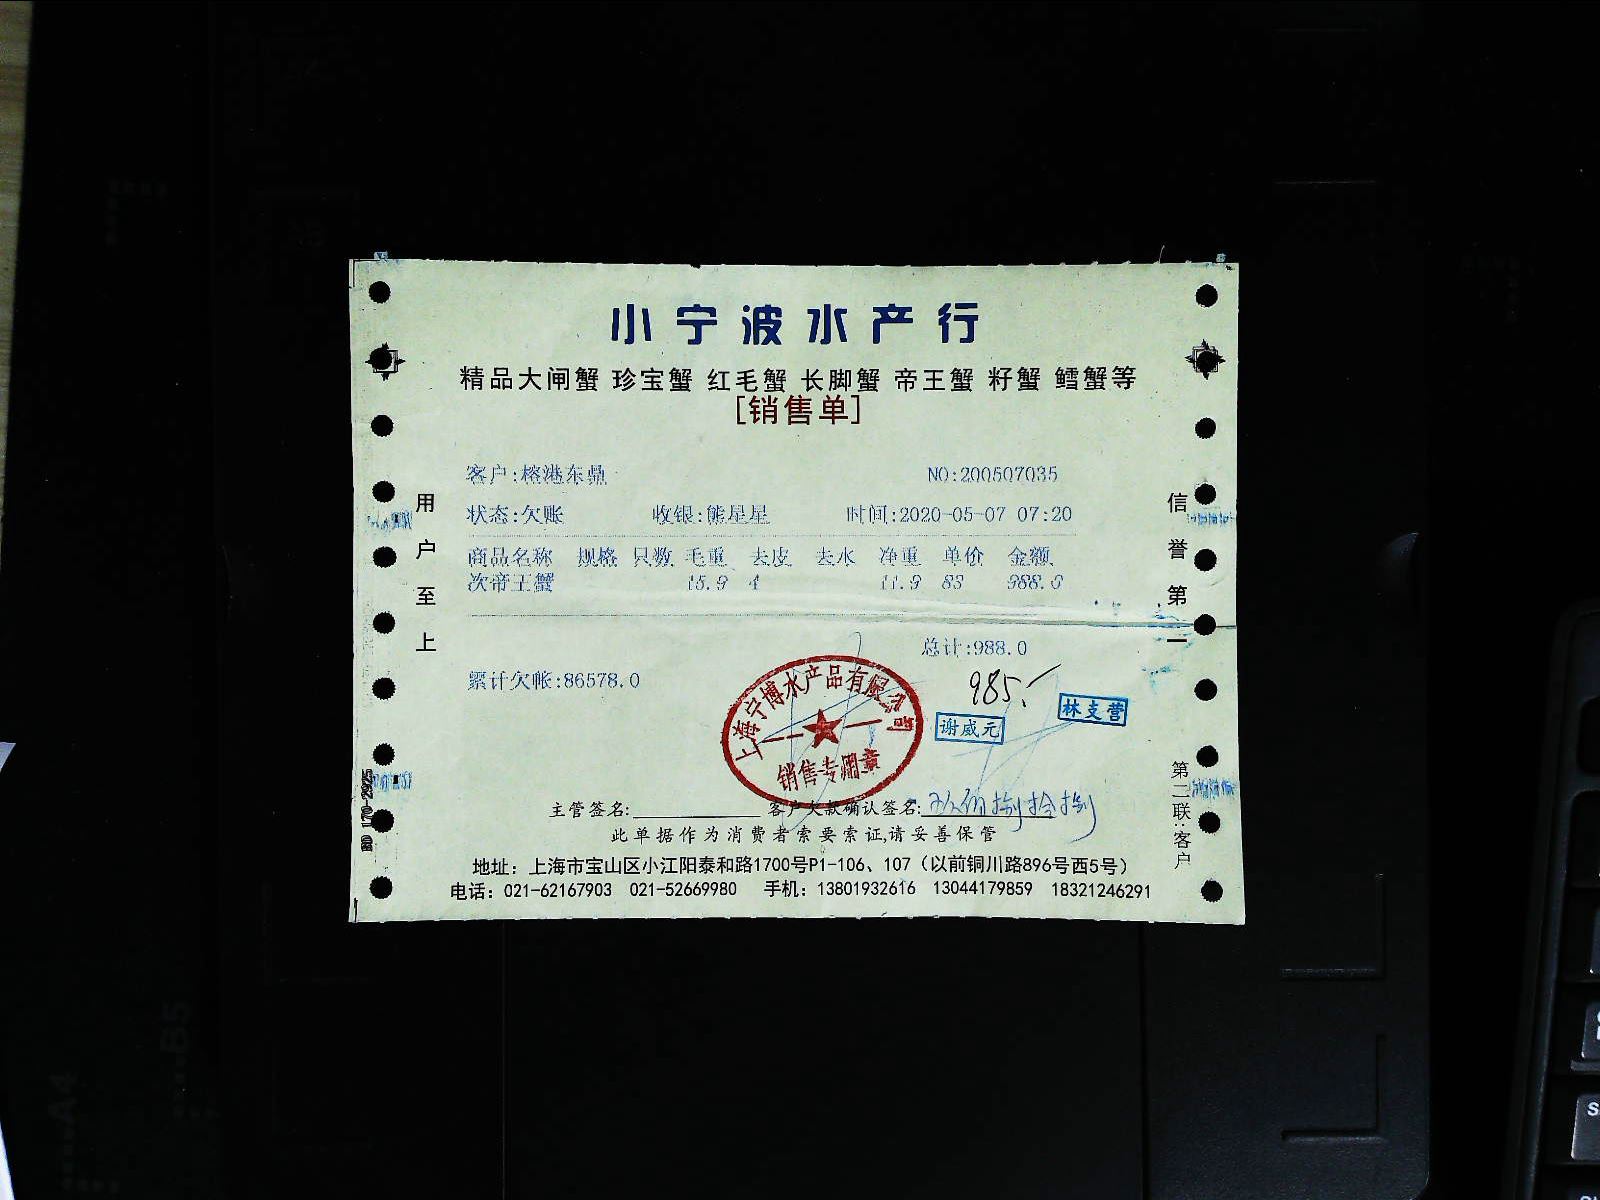 小宁波水产行
精品大闸蟹 珍宝蟹 红毛蟹 长脚蟹 帝王蟹 籽蟹 鳕蟹等
[销售单]
客户:榕港东鼎 NO:200507035
状态:欠账 收银:熊星星 时间:2020-05-07 07:20
商品名称 规格 只数 毛重 去皮 去水 净重 单价 金额
次帝王蟹 15.9 4 11.9 83 988.0
总计:988.0
累计欠帐:86578.0
985.-
上海宁博水产品有限公司
销售专用章
谢威元
林支营
主管签名: 客户欠款确认签名:
此单据作为消费者索要索证,请妥善保管
地址：上海市宝山区小江阳泰和路1700号P1-106、107（以前铜川路896号西5号）
电话：021-62167903 021-52669980 手机：13801932616 13044179859 18321246291
用户至上
信誉第一
第二联:客户
A4
B5